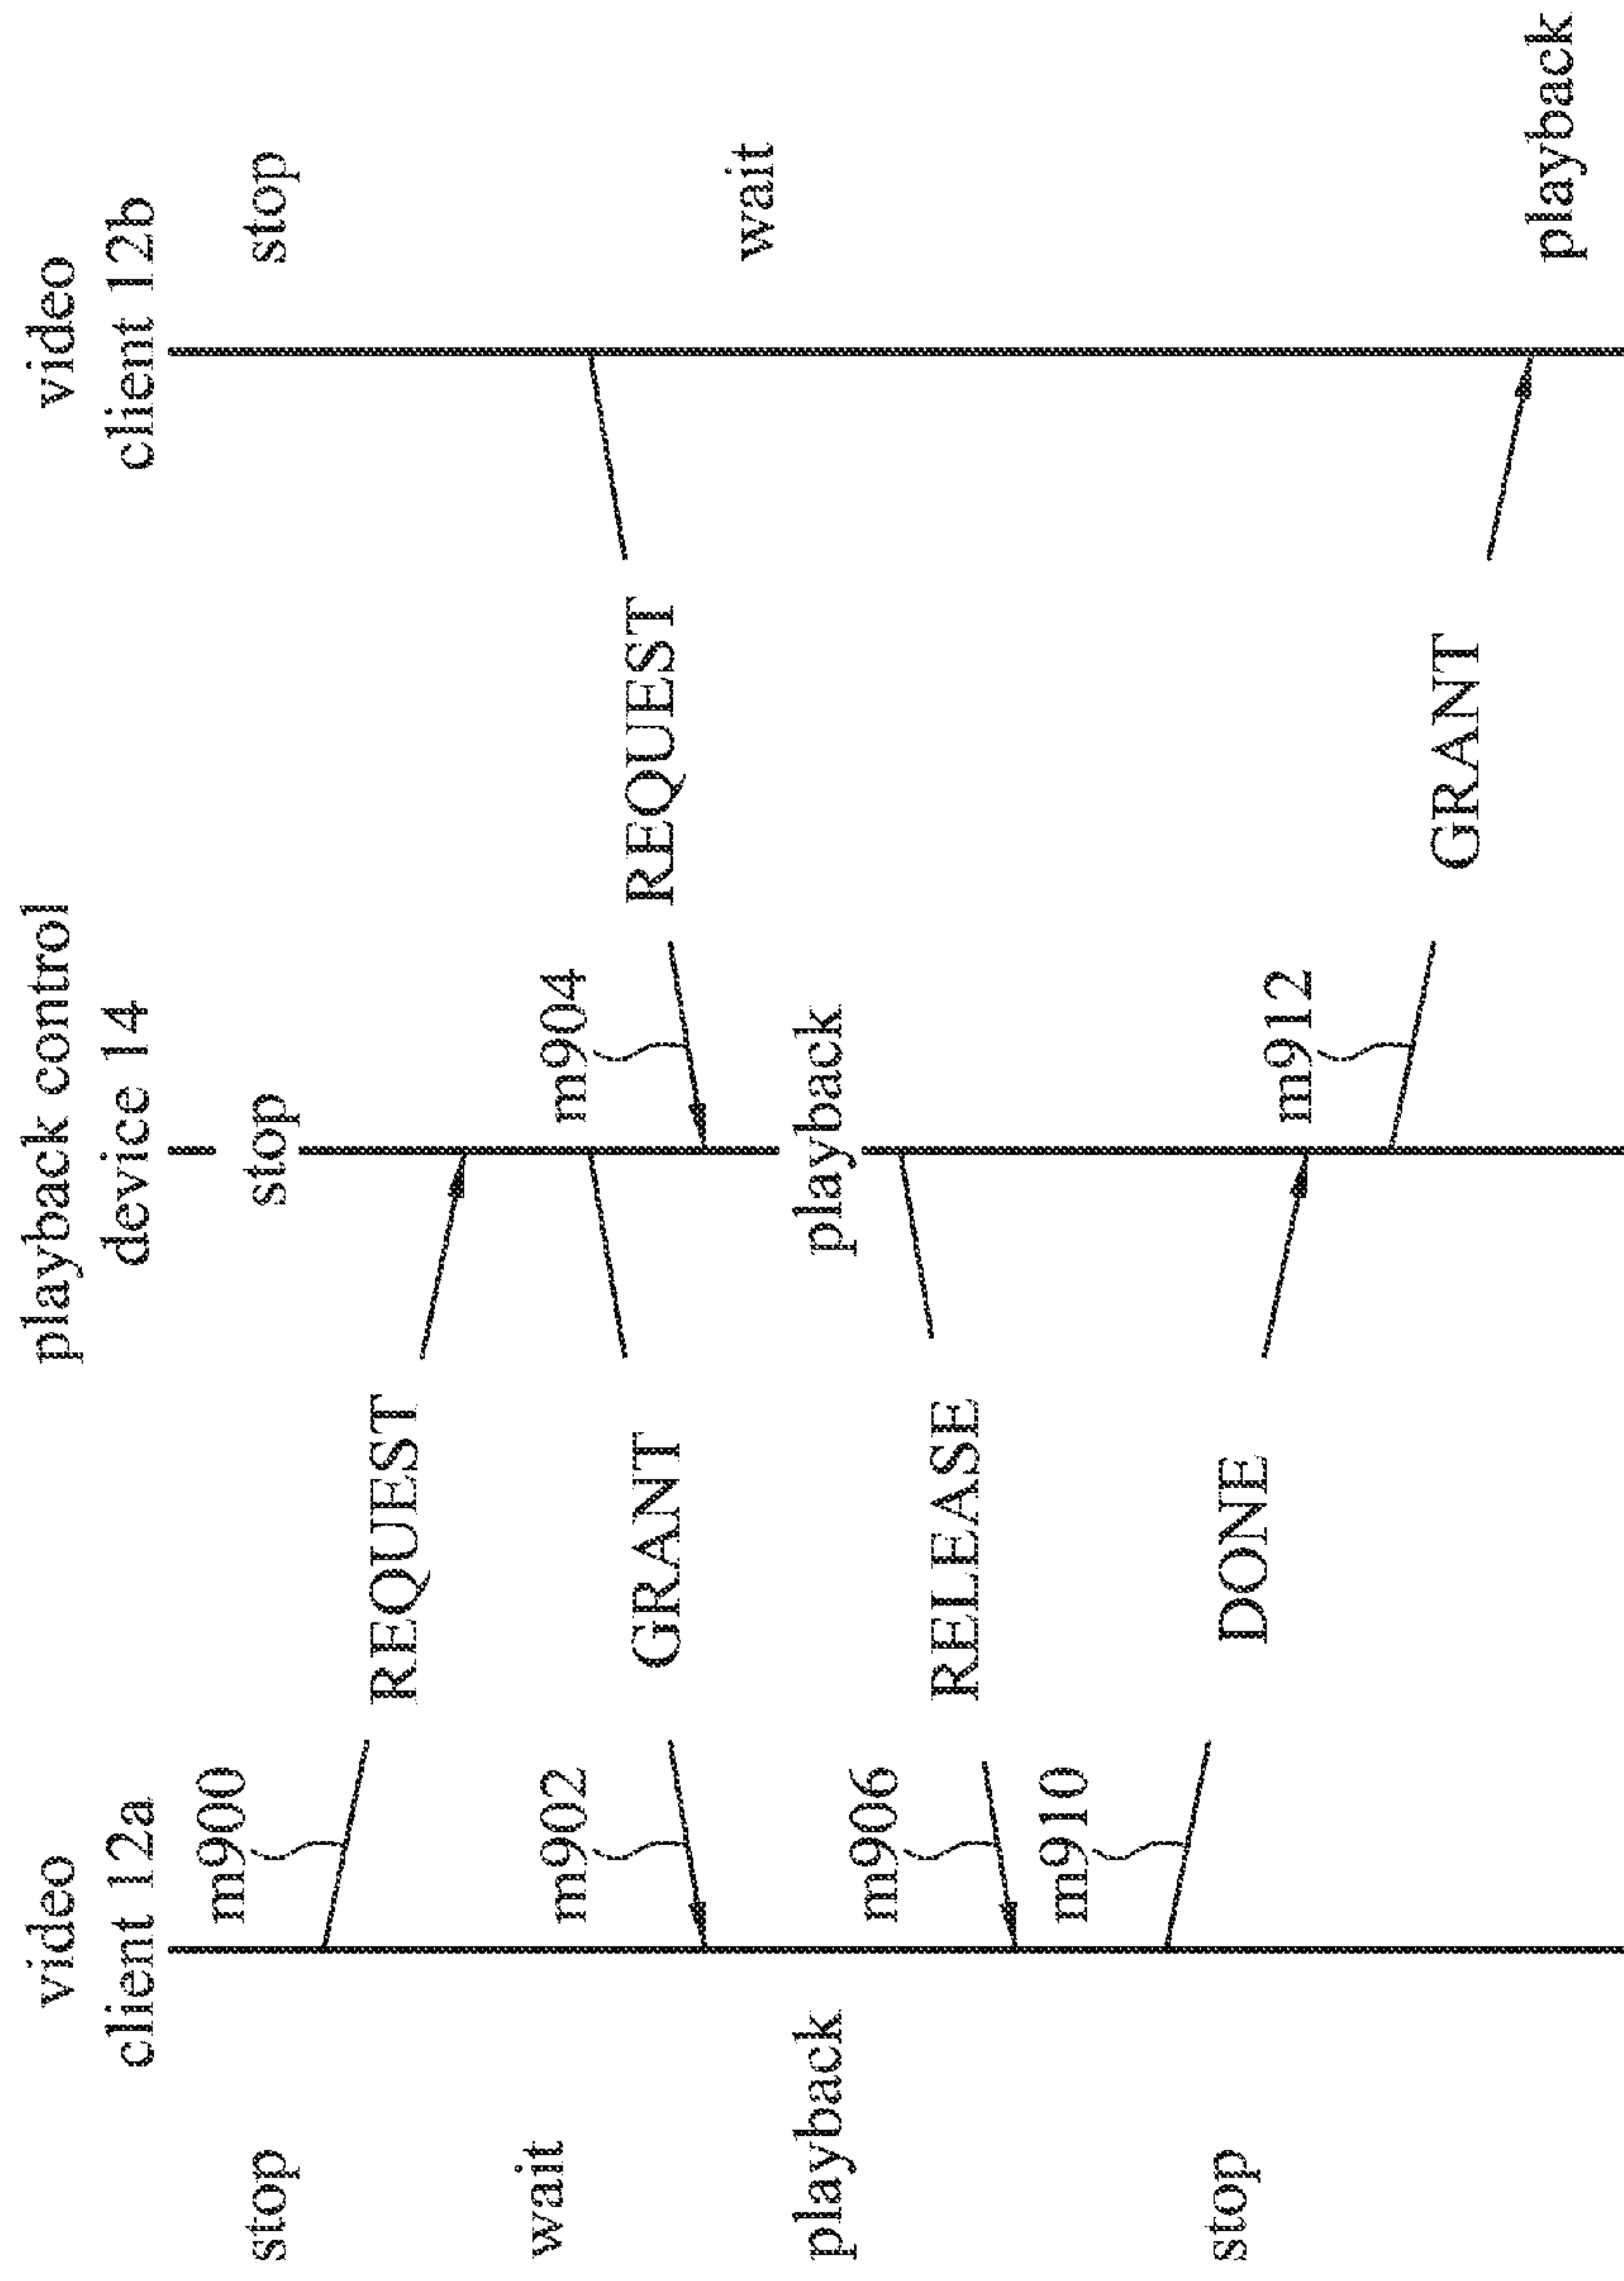 video
client 12a
playback control
device 14
video
client 12b
stop
m900
stop
stop
REQUEST
wait
m902
GRANT
m904
REQUEST
wait
playback
m906
playback
RELEASE
m910
stop
DONE
m912
GRANT
playback